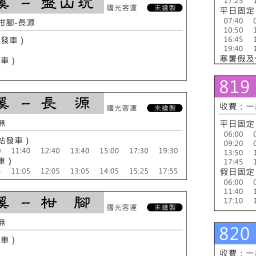 溪 – 盤山坑 國光客運 未繪製
柑腳-長源
發車)
車)
溪 – 長 源 國光客運 未繪製
無
站發車)
11:40 12:40 13:40 15:00 17:30 19:30
車)
11:05 12:05 13:05 14:05 15:25 17:55
溪 – 柑 腳 國光客運 未繪製
無
車)
平日固定
07:40
10:50
16:45
19:40
寒暑假及
819
收費：一
平日固定
06:00
09:20
13:50
17:45
假日固定
06:00
11:40
17:10
820
收費：一